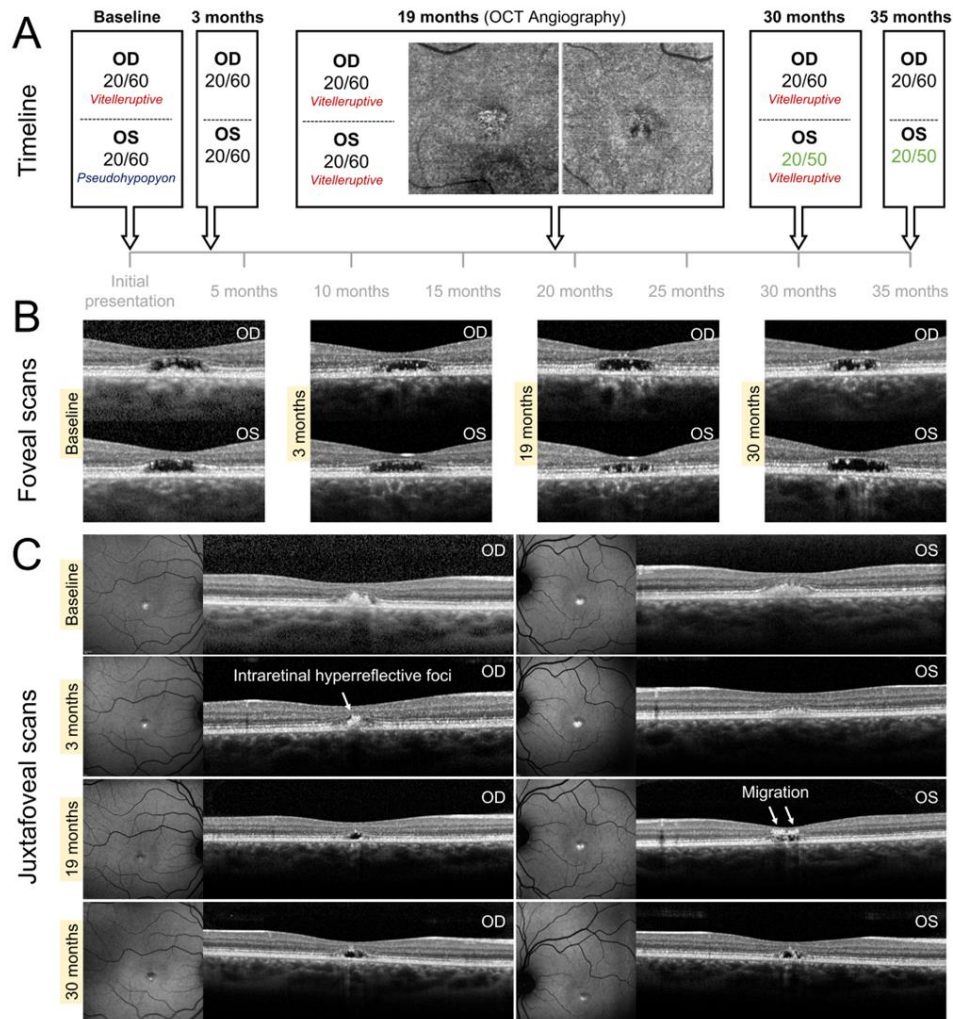 A
Timeline
Baseline
3 months
19 months (OCT Angiography)
30 months
35 months
OD
20/60
Vitelleruptive
OS
20/60
Pseudohypopyon
OD
20/60
OS
20/60
OD
20/60
Vitelleruptive
OS
20/60
Vitelleruptive
OD
20/60
Vitelleruptive
OS
20/50
Vitelleruptive
OD
20/60
OS
20/50
Initial
presentation
5 months
10 months
15 months
20 months
25 months
30 months
35 months
B
Foveal scans
Baseline
OD
OS
3 months
OD
OS
19 months
OD
OS
30 months
OD
OS
C
Juxtafoveal scans
Baseline
OD
OS
3 months
Intraretinal hyperreflective foci
OD
OS
19 months
OD
Migration
OS
30 months
OD
OS